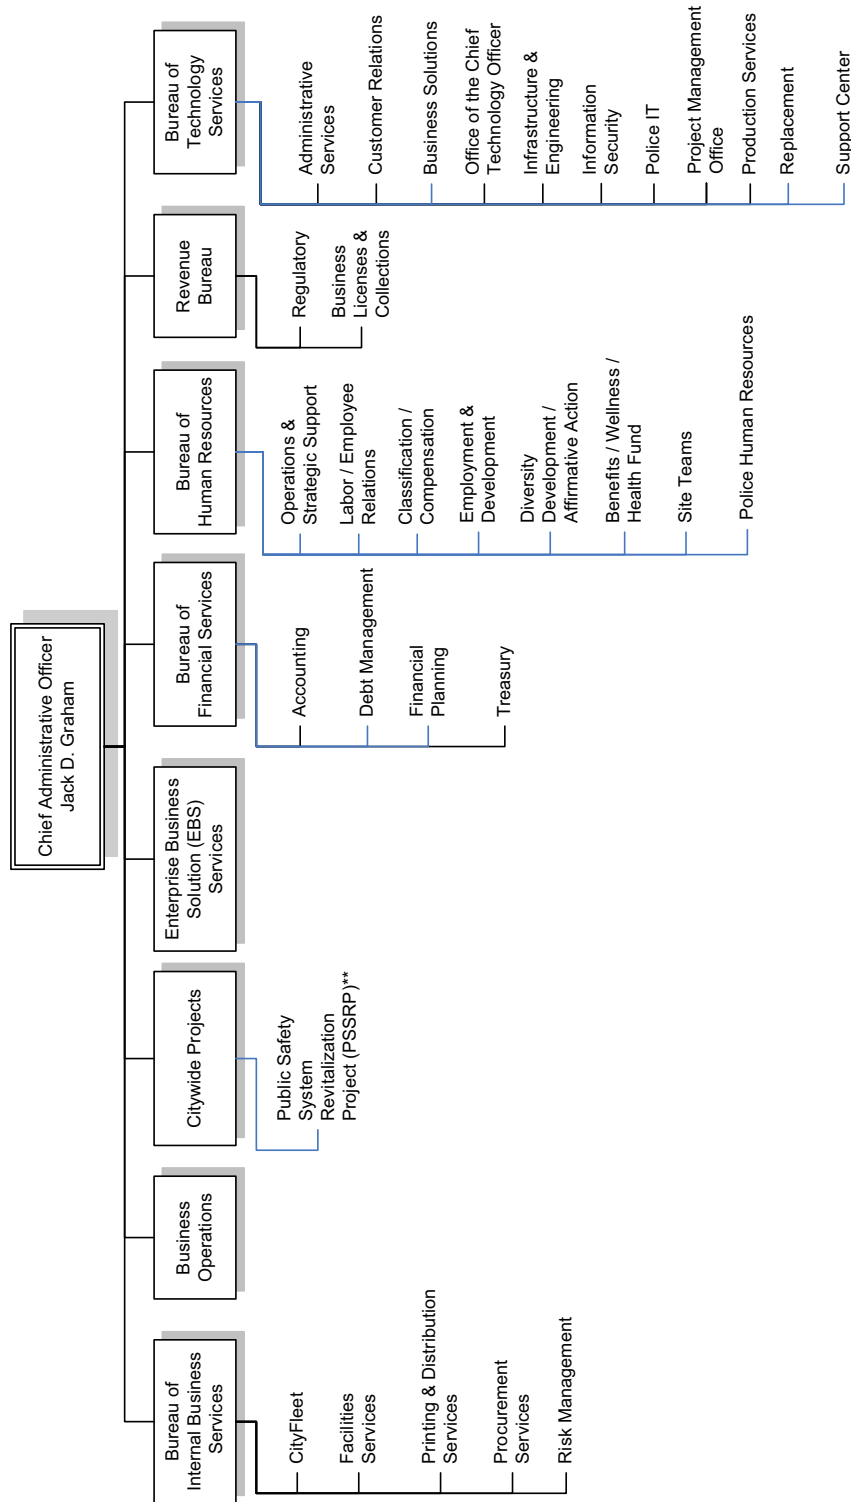 Chief Administrative Officer
Jack D. Graham
Bureau of
Internal Business
Services
CityFleet
Facilities
Services
Printing & Distribution
Services
Procurement
Services
Risk Management
Business
Operations
Citywide Projects
Public Safety
System
Revitalization
Project (PSSRP)**
Enterprise Business
Solution (EBS)
Services
Bureau of
Financial Services
Accounting
Debt Management
Financial
Planning
Treasury
Bureau of
Human Resources
Operations &
Strategic Support
Labor / Employee
Relations
Classification /
Compensation
Employment &
Development
Diversity
Development /
Affirmative Action
Benefits / Wellness /
Health Fund
Site Teams
Police Human Resources
Revenue
Bureau
Regulatory
Business
Licenses &
Collections
Bureau of
Technology
Services
Administrative
Services
Customer Relations
Business Solutions
Office of the Chief
Technology Officer
Infrastructure &
Engineering
Information
Security
Police IT
Project Management
Office
Production Services
Replacement
Support Center